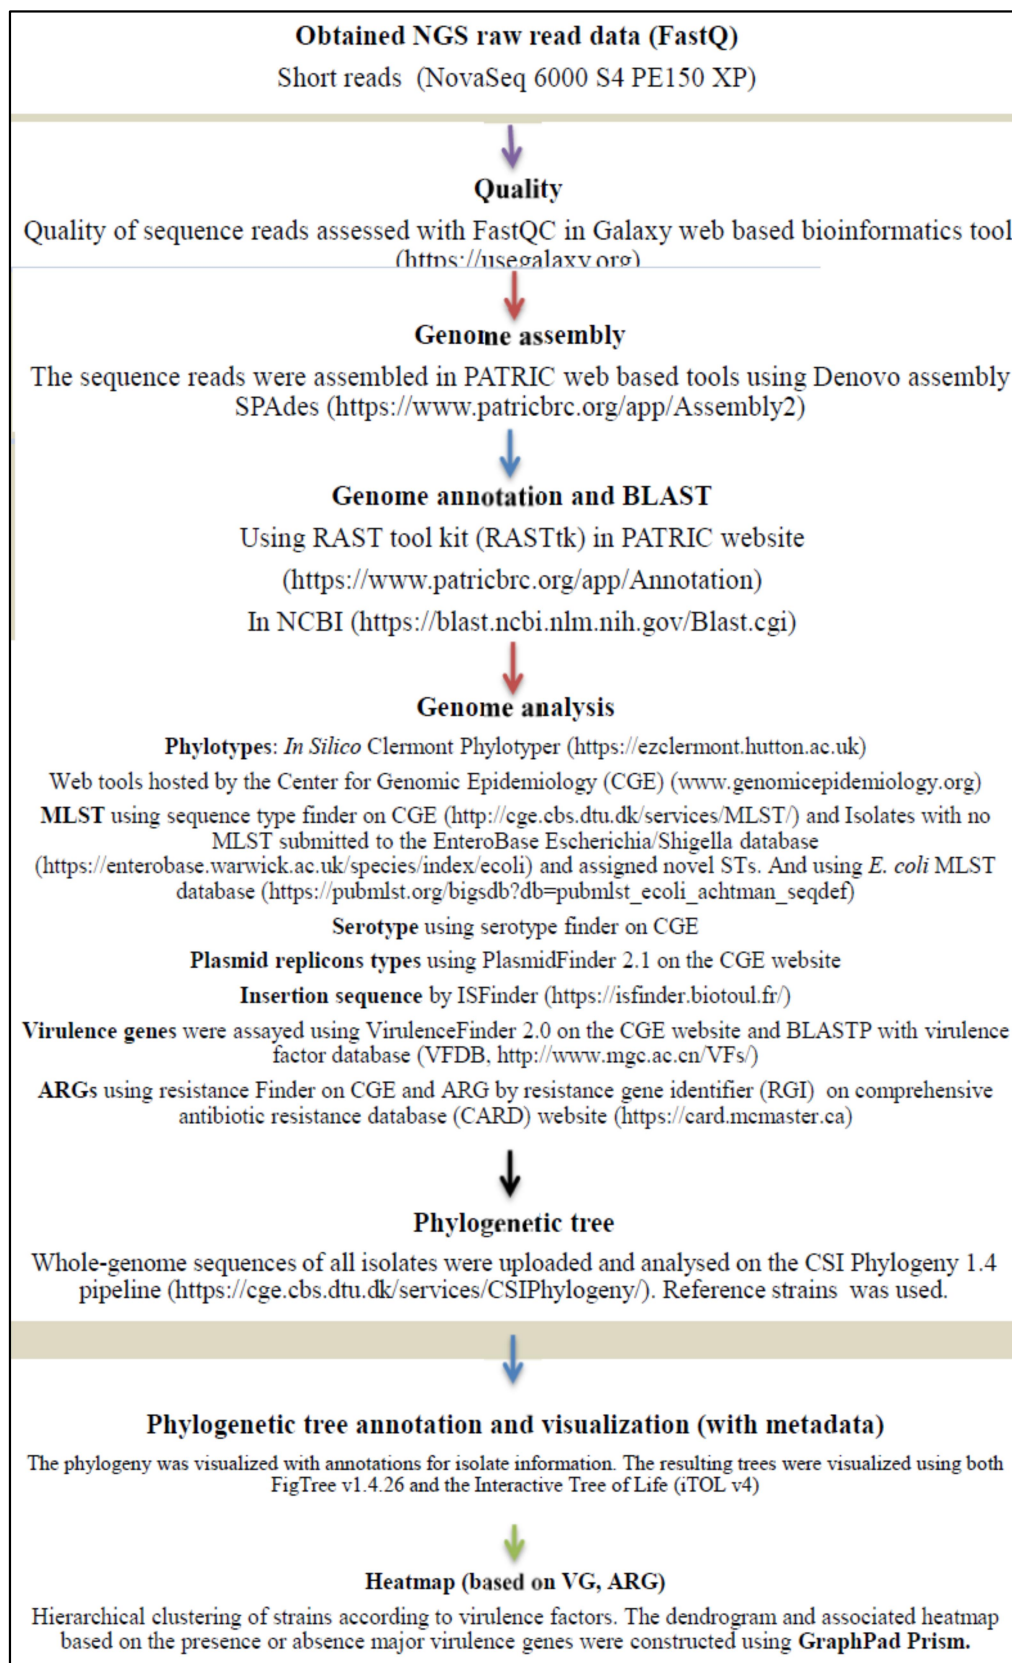 Obtained NGS raw read data (FastQ)
Short reads (NovaSeq 6000 S4 PE150 XP)
Quality
Quality of sequence reads assessed with FastQC in Galaxy web based bioinformatics tool
(https://usegalaxy.org)
Genome assembly
The sequence reads were assembled in PATRIC web based tools using Denovo assembly
SPAdes (https://www.patricbrc.org/app/Assembly2)
Genome annotation and BLAST
Using RAST tool kit (RASTtk) in PATRIC website
(https://www.patricbrc.org/app/Annotation)
In NCBI (https://blast.ncbi.nlm.nih.gov/Blast.cgi)
Genome analysis
Phylotypes: In Silico Clermont Phylotyper (https://ezclermont.hutton.ac.uk)
Web tools hosted by the Center for Genomic Epidemiology (CGE) (www.genomicepidemiology.org)
MLST using sequence type finder on CGE (http://cge.cbs.dtu.dk/services/MLST/) and Isolates with no
MLST submitted to the EnteroBase Escherichia/Shigella database
(https://enterobase.warwick.ac.uk/species/index/ecoli) and assigned novel STs. And using E. coli MLST
database (https://pubmlst.org/bigsdb?db=pubmlst_ecoli_achtman_seqdef)
Serotype using serotype finder on CGE
Plasmid replicons types using PlasmidFinder 2.1 on the CGE website
Insertion sequence by ISFinder (https://isfinder.biotoul.fr/)
Virulence genes were assayed using VirulenceFinder 2.0 on the CGE website and BLASTP with virulence
factor database (VFDB, http://www.mgc.ac.cn/VFs/)
ARGs using resistance Finder on CGE and ARG by resistance gene identifier (RGI) on comprehensive
antibiotic resistance database (CARD) website (https://card.mcmaster.ca)
Phylogenetic tree
Whole-genome sequences of all isolates were uploaded and analysed on the CSI Phylogeny 1.4
pipeline (https://cge.cbs.dtu.dk/services/CSIPhylogeny/). Reference strains was used.
Phylogenetic tree annotation and visualization (with metadata)
The phylogeny was visualized with annotations for isolate information. The resulting trees were visualized using both
FigTree v1.4.26 and the Interactive Tree of Life (iTOL v4)
Heatmap (based on VG, ARG)
Hierarchical clustering of strains according to virulence factors. The dendrogram and associated heatmap
based on the presence or absence major virulence genes were constructed using GraphPad Prism.